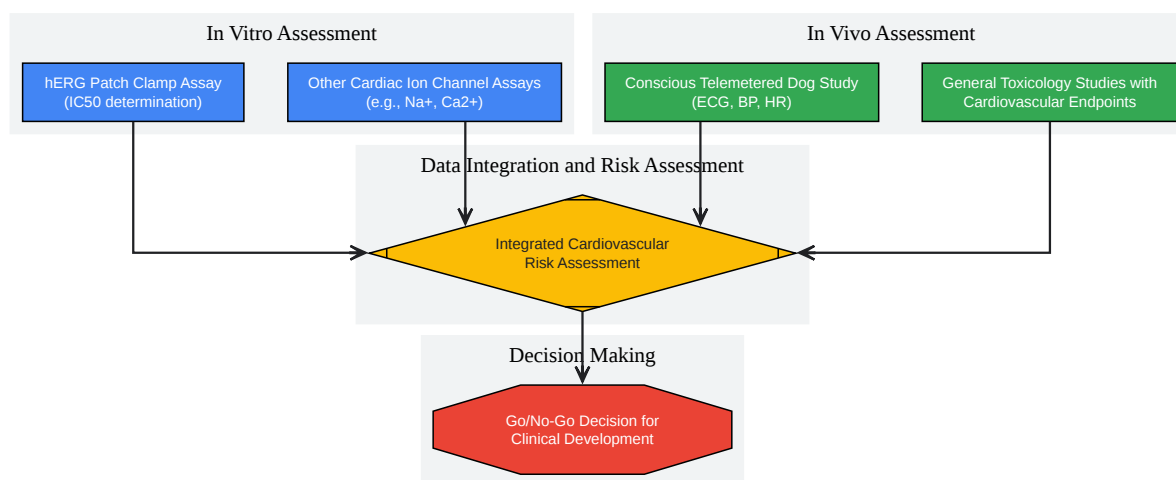 In Vitro Assessment
In Vivo Assessment
hERG Patch Clamp Assay
(IC50 determination)
Other Cardiac Ion Channel Assays
(e.g., Na+, Ca2+)
Conscious Telemetered Dog Study
(ECG, BP, HR)
General Toxicology Studies with
Cardiovascular Endpoints
Data Integration and Risk Assessment
Integrated Cardiovascular
Risk Assessment
Decision Making
Go/No-Go Decision for
Clinical Development